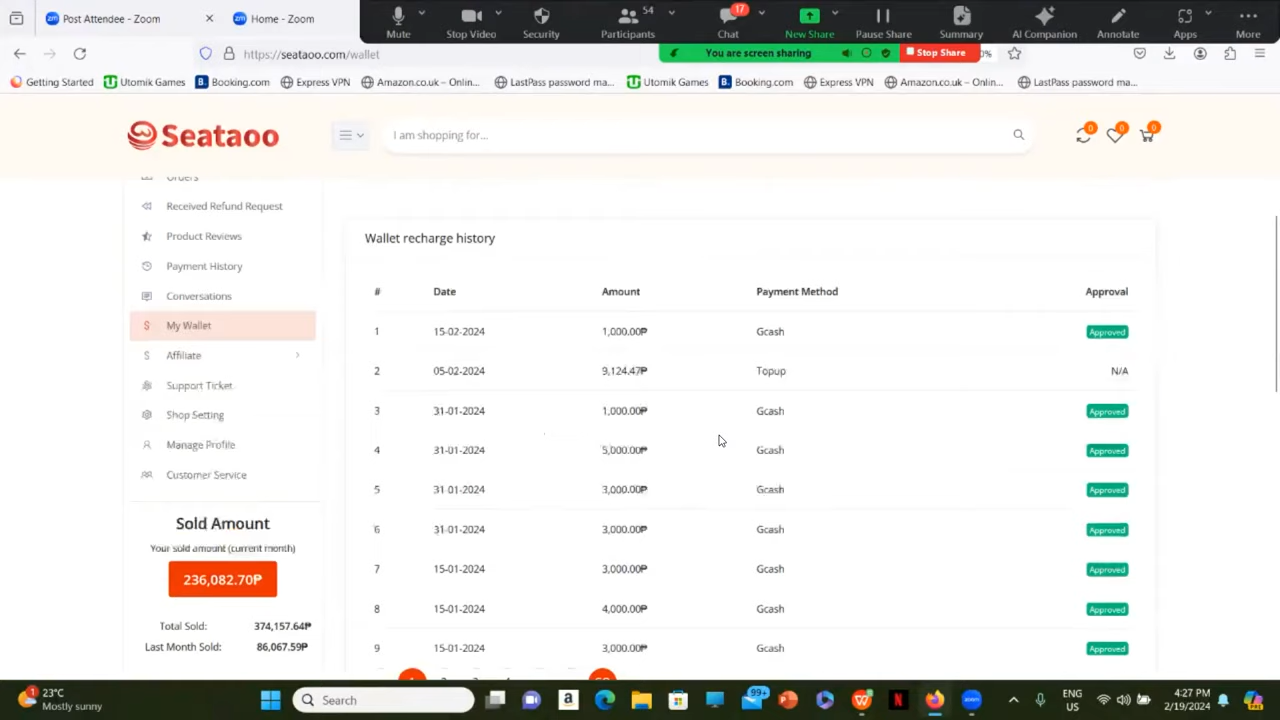 Post Attendee - Zoom
Home - Zoom
Mute
Stop Video
Security
54
Participants
17
Chat
New Share
Pause Share
Summary
AI Companion
Annotate
Apps
More
https://seataoo.com/wallet
You are screen sharing
Stop Share
0%
Getting Started
Utomik Games
Booking.com
Express VPN
Amazon.co.uk – Onlin...
LastPass password ma...
Utomik Games
Booking.com
Express VPN
Amazon.co.uk – Onlin...
LastPass password ma...
Seataoo
I am shopping for...
0
0
0
Orders
Received Refund Request
Product Reviews
Payment History
Conversations
My Wallet
Affiliate
Support Ticket
Shop Setting
Manage Profile
Customer Service
Sold Amount
Your sold amount (current month)
236,082.70₱
Total Sold: 374,157.64₱
Last Month Sold: 86,067.59₱
Wallet recharge history
# Date Amount Payment Method Approval
1 15-02-2024 1,000.00₱ Gcash Approved
2 05-02-2024 9,124.47₱ Topup N/A
3 31-01-2024 1,000.00₱ Gcash Approved
4 31-01-2024 5,000.00₱ Gcash Approved
5 31-01-2024 3,000.00₱ Gcash Approved
6 31-01-2024 3,000.00₱ Gcash Approved
7 15-01-2024 3,000.00₱ Gcash Approved
8 15-01-2024 4,000.00₱ Gcash Approved
9 15-01-2024 3,000.00₱ Gcash Approved
1
23°C
Mostly sunny
Search
99+
ENG
US
4:27 PM
2/19/2024